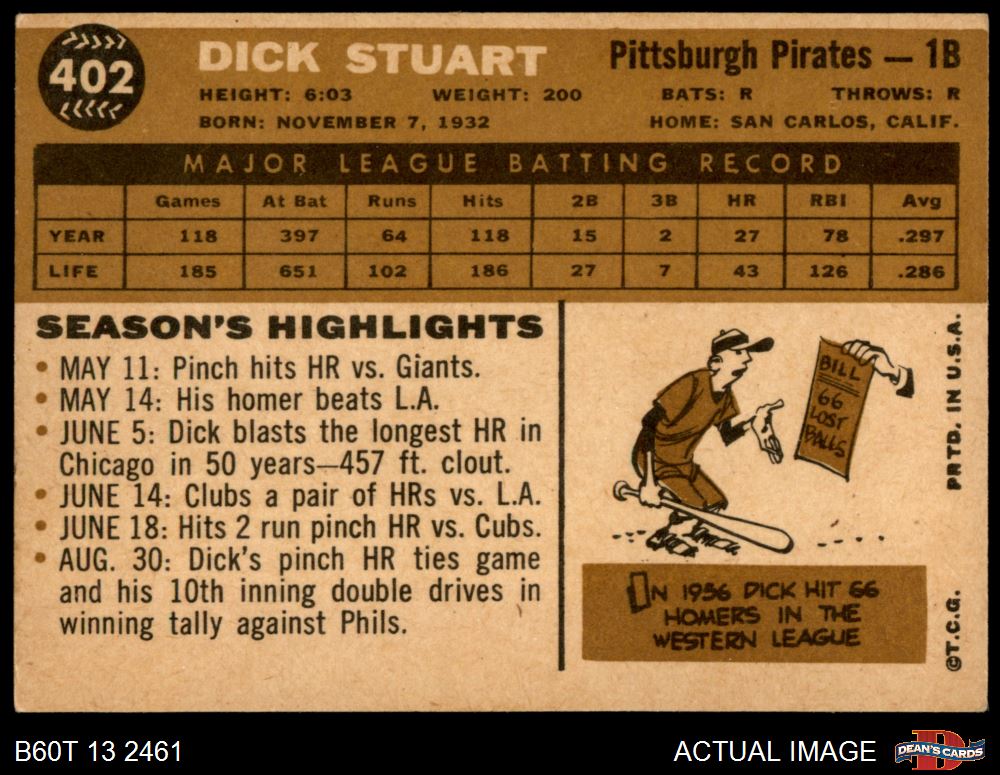 402
DICK STUART
Pittsburgh Pirates — 1B
HEIGHT: 6:03 WEIGHT: 200 BATS: R THROWS: R
BORN: NOVEMBER 7, 1932 HOME: SAN CARLOS, CALIF.
MAJOR LEAGUE BATTING RECORD
Games At Bat Runs Hits 2B 3B HR RBI Avg
YEAR 118 397 64 118 15 2 27 78 .297
LIFE 185 651 102 186 27 7 43 126 .286
SEASON'S HIGHLIGHTS
• MAY 11: Pinch hits HR vs. Giants.
• MAY 14: His homer beats L.A.
• JUNE 5: Dick blasts the longest HR in
Chicago in 50 years—457 ft. clout.
• JUNE 14: Clubs a pair of HRs vs. L.A.
• JUNE 18: Hits 2 run pinch HR vs. Cubs.
• AUG. 30: Dick's pinch HR ties game
and his 10th inning double drives in
winning tally against Phils.
BILL
66
LOST
BALLS
IN 1956 DICK HIT 66
HOMERS IN THE
WESTERN LEAGUE
PRTD. IN U.S.A.
©T.C.G.
B60T 13 2461
ACTUAL IMAGE
DEAN'S CARDS